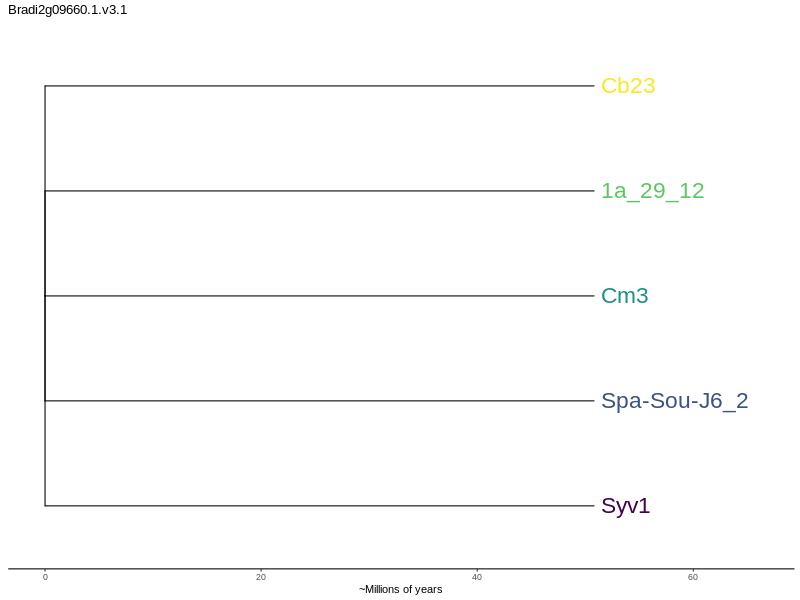 Bradi2g09660.1.v3.1
Cb23
1a_29_12
Cm3
Spa-Sou-J6_2
Syv1
0 20 40 60
~Millions of years